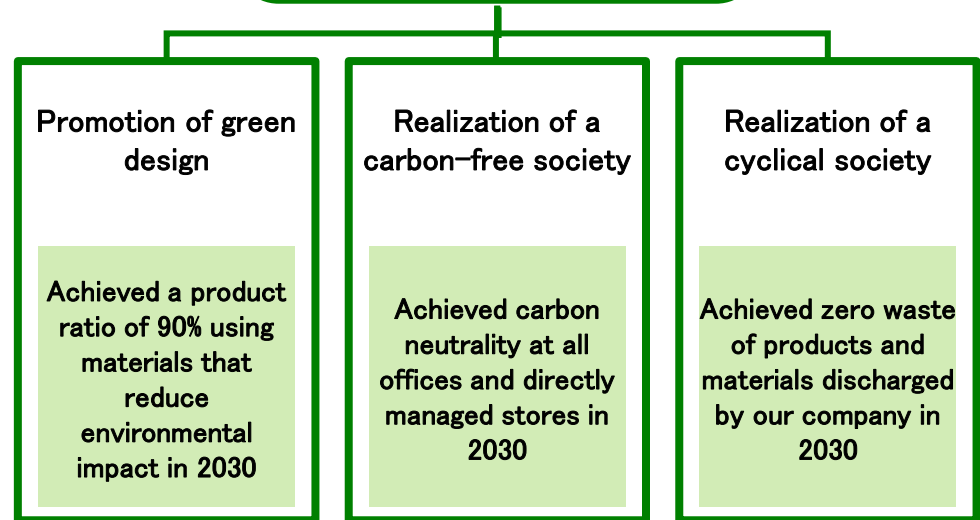 Promotion of green
design
Achieved a product
ratio of 90% using
materials that
reduce
environmental
impact in 2030
Realization of a
carbon-free society
Achieved carbon
neutrality at all
offices and directly
managed stores in
2030
Realization of a
cyclical society
Achieved zero waste
of products and
materials discharged
by our company in
2030